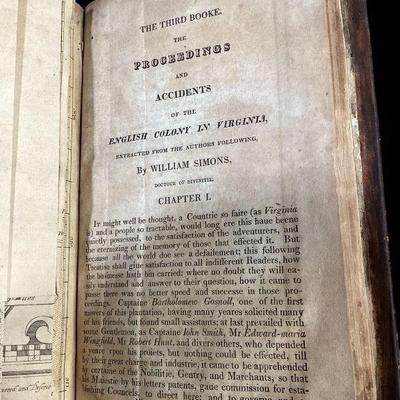 THE THIRD BOOKE.
THE
PROCEEDINGS
AND
ACCIDENTS
OF THE
ENGLISH COLONY IN VIRGINIA,
EXTRACTED FROM THE AUTHORS FOLLOWING,
By WILLIAM SIMONS,
DOCTOUR OF DIVINITIE.
CHAPTER I.
IT might well be thought, a Countrie so faire (as Virginia
is) and a people so tractable, would long ere this haue beene
quietly possessed, to the satisfaction of the adventurers, and
the eternizing of the memory of those that effected it. But
because all the world doe see a defailement; this following
Treatise shall giue satisfaction to all indifferent Readers, how
the businesse hath bin carried: where no doubt they will ea-
sily vnderstand and answer to their question, how it came to
passe there was no better speed and successe in those pro-
ceedings. Captaine Bartholomew Gosnoll, one of the first
movers of this plantation, having many yeares solicited many
of his friends, but found small assistants; at last prevailed with
some Gentlemen, as Captaine John Smith, Mr Edward-maria
Wingfield, Mr Robert Hunt, and divers others, who depended
a yeare vpon his proiects, but nothing could be effected, till
by their great charge and industrie, it came to be apprehended
by certaine of the Nobilitie, Gentry, and Marchants, so that
his Maiestie by his letters patents, gaue commission for esta-
blishing Councels, to direct here; and to governe, and